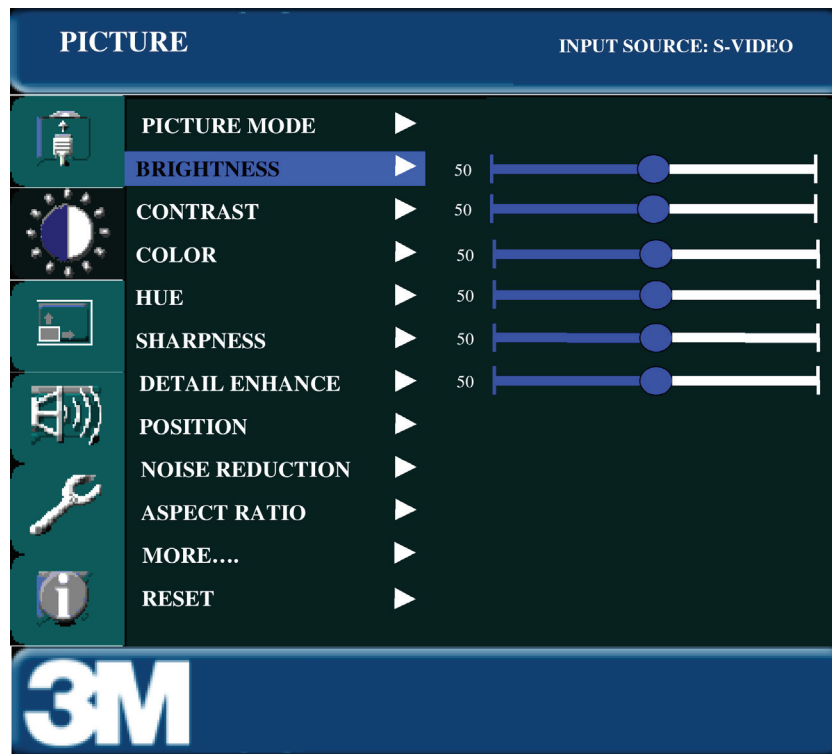 PICTURE
INPUT SOURCE: S-VIDEO
PICTURE MODE
BRIGHTNESS 50
CONTRAST 50
COLOR 50
HUE 50
SHARPNESS 50
DETAIL ENHANCE 50
POSITION
NOISE REDUCTION
ASPECT RATIO
MORE....
RESET
3M